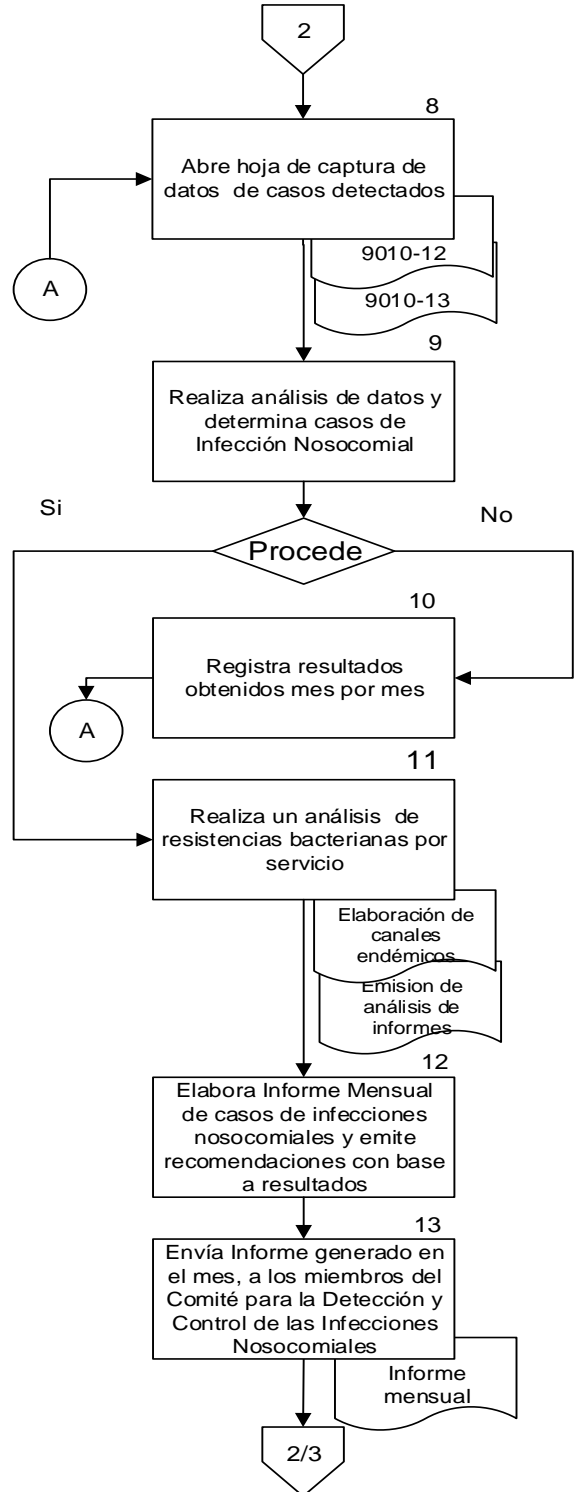 2
8
Abre hoja de captura de
datos de casos detectados
9010-12
A
9010-13
9
Realiza análisis de datos y
determina casos de
Infección Nosocomial
Si
No
Procede
10
Registra resultados
obtenidos mes por mes
A
11
Realiza un análisis de
resistencias bacterianas por
servicio
Elaboración de
canales
endémicos
Emision de
análisis de
informes
12
Elabora Informe Mensual
de casos de infecciones
nosocomiales y emite
recomendaciones con base
a resultados
13
Envía Informe generado en
el mes, a los miembros del
Comité para la Detección y
Control de las Infecciones
Nosocomiales
Informe
mensual
2/3